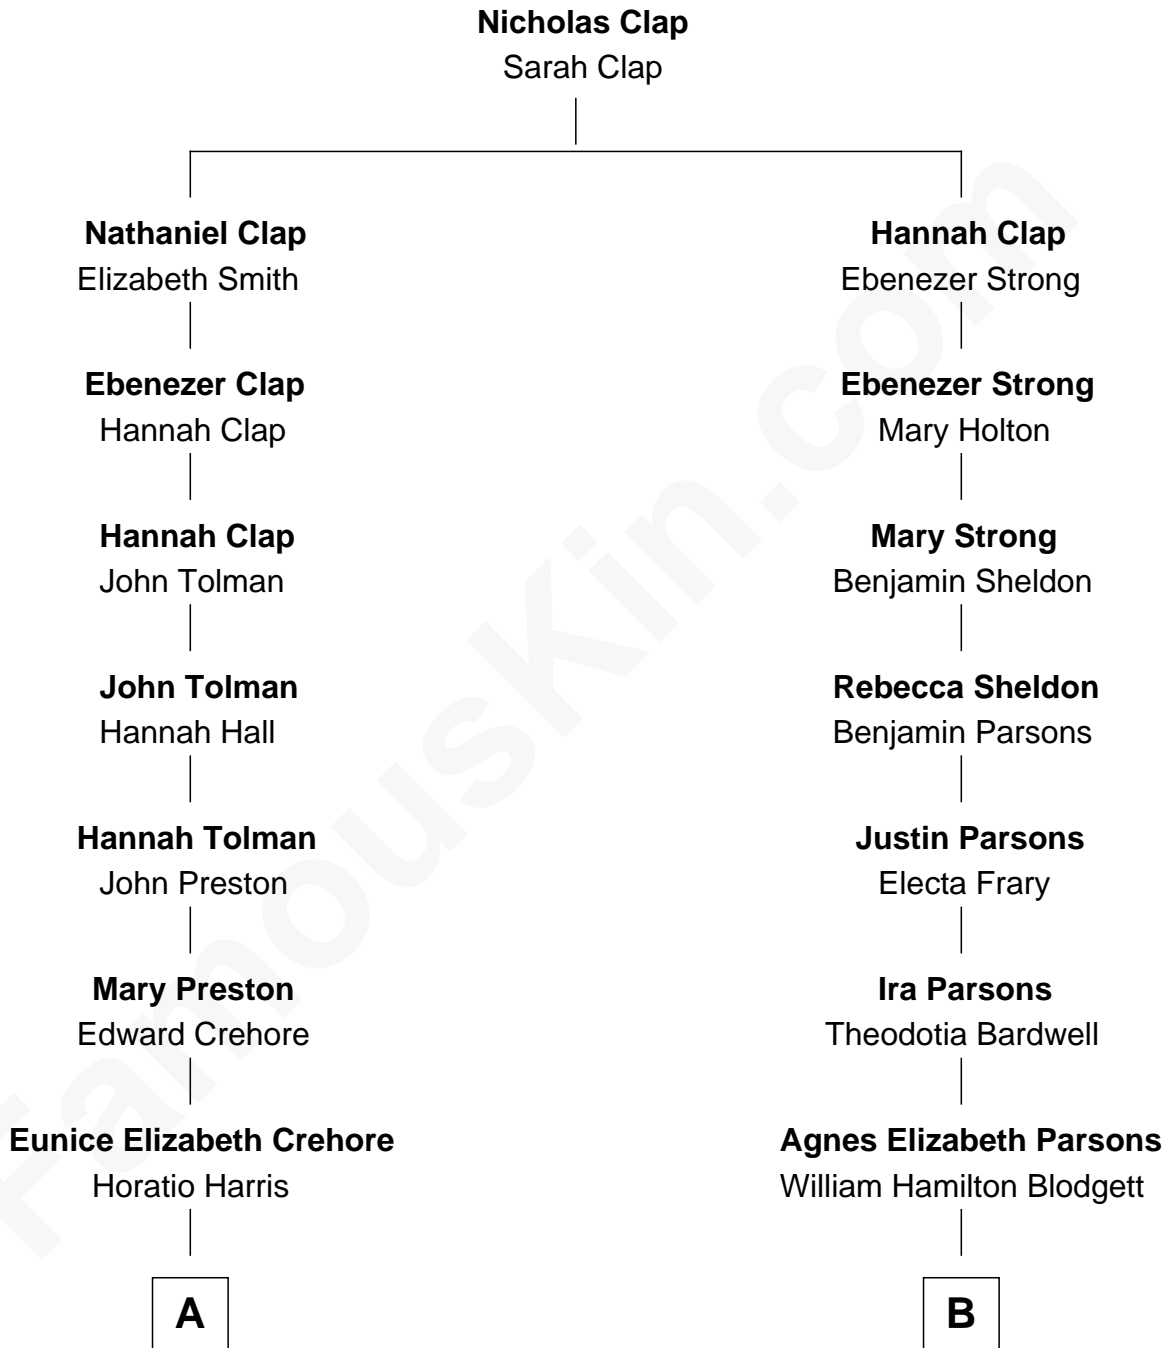 Nicholas Clap
Sarah Clap
Nathaniel Clap
Elizabeth Smith
Hannah Clap
Ebenezer Strong
Ebenezer Clap
Hannah Clap
Ebenezer Strong
Mary Holton
Hannah Clap
John Tolman
Mary Strong
Benjamin Sheldon
John Tolman
Hannah Hall
Rebecca Sheldon
Benjamin Parsons
Hannah Tolman
John Preston
Justin Parsons
Electa Frary
Mary Preston
Edward Crehore
Ira Parsons
Theodotia Bardwell
Eunice Elizabeth Crehore
Horatio Harris
Agnes Elizabeth Parsons
William Hamilton Blodgett
A
B
FamousKin.com